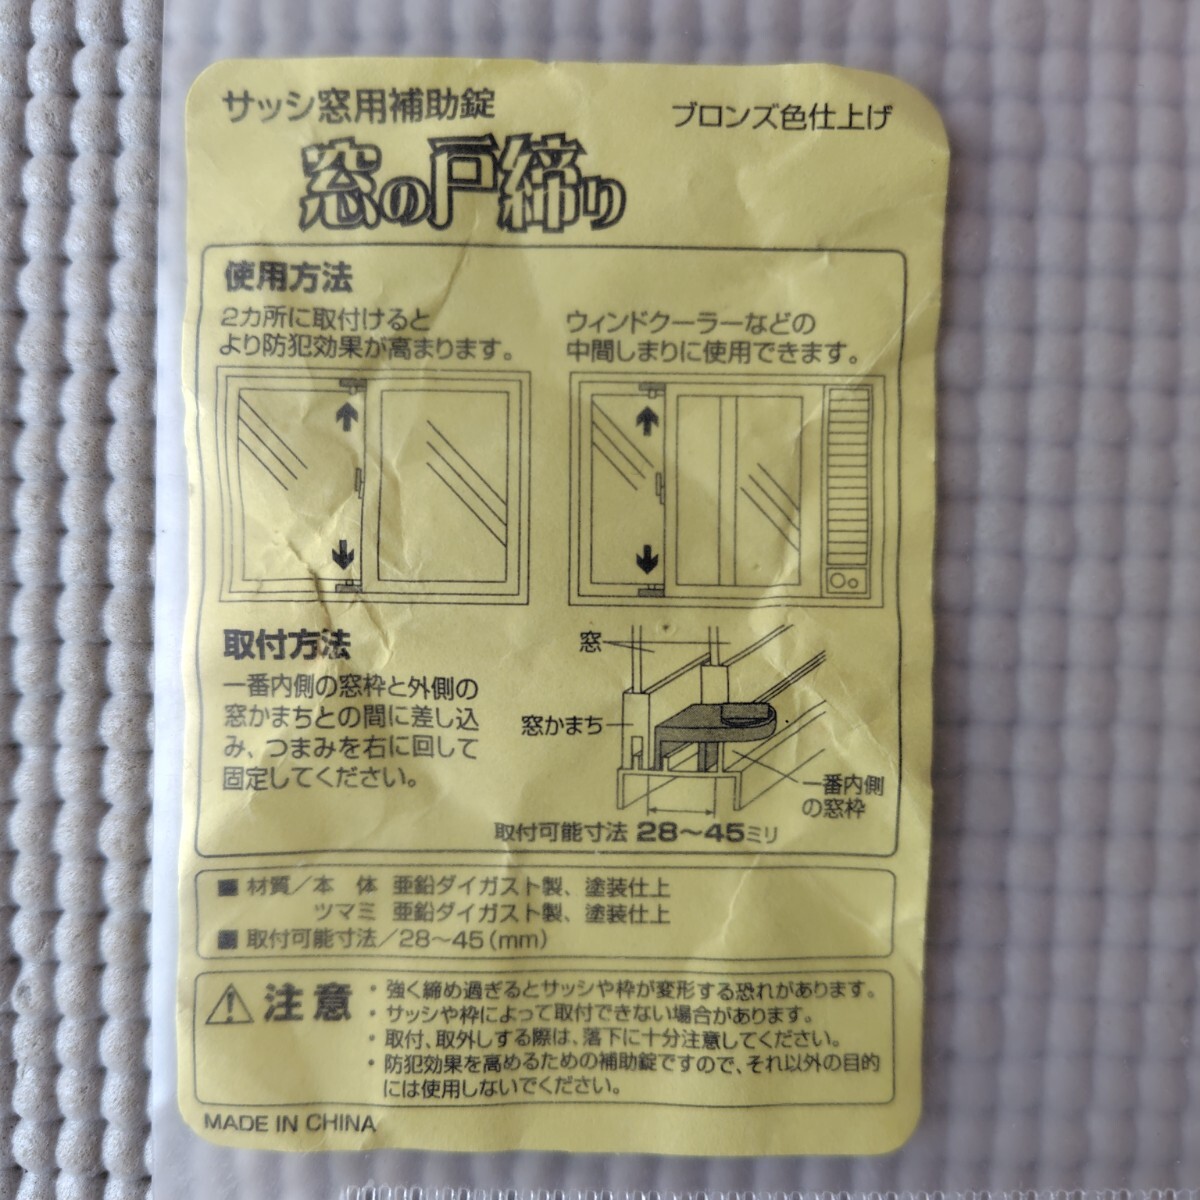 サッシ窓用補助錠
ブロンズ色仕上げ
窓の戸締り
使用方法
2カ所に取付けると
より防犯効果が高まります。
ウィンドクーラーなどの
中間しまりに使用できます。
取付方法
一番内側の窓枠と外側の
窓かまちとの間に差し込
み、つまみを右に回して
固定してください。
窓
窓かまち
一番内側
の窓枠
取付可能寸法 28～45ミリ
■ 材質／本 体 亜鉛ダイガスト製、塗装仕上
ツマミ 亜鉛ダイガスト製、塗装仕上
■ 取付可能寸法／28～45(mm)
注意
・強く締め過ぎるとサッシや枠が変形する恐れがあります。
・サッシや枠によって取付できない場合があります。
・取付、取外しする際は、落下に十分注意してください。
・防犯効果を高めるための補助錠ですので、それ以外の目的
には使用しないでください。
MADE IN CHINA